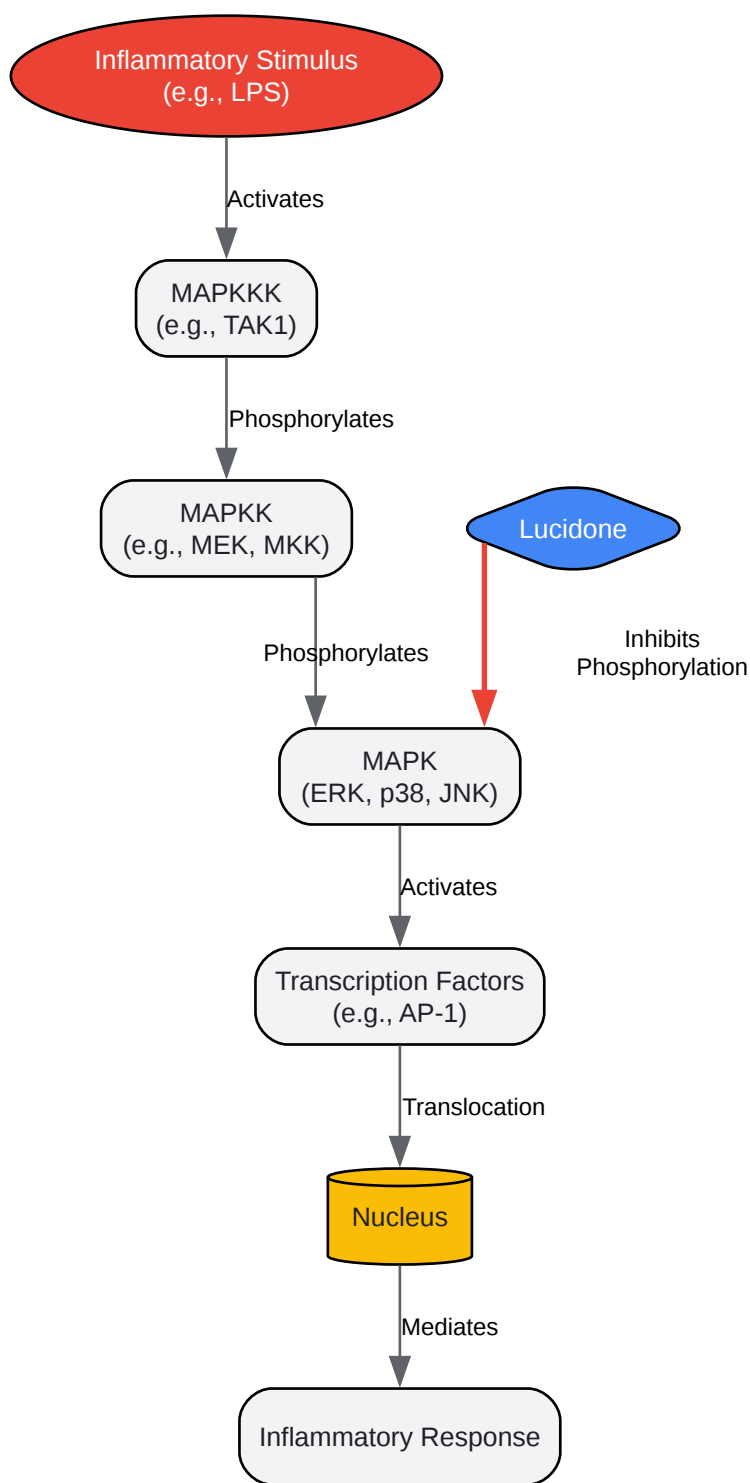 Inflammatory Stimulus
(e.g., LPS)
Activates
MAPKKK
(e.g., TAK1)
Phosphorylates
MAPKK
(e.g., MEK, MKK)
Lucidone
Phosphorylates
Inhibits
Phosphorylation
MAPK
(ERK, p38, JNK)
Activates
Transcription Factors
(e.g., AP-1)
Translocation
Nucleus
Mediates
Inflammatory Response